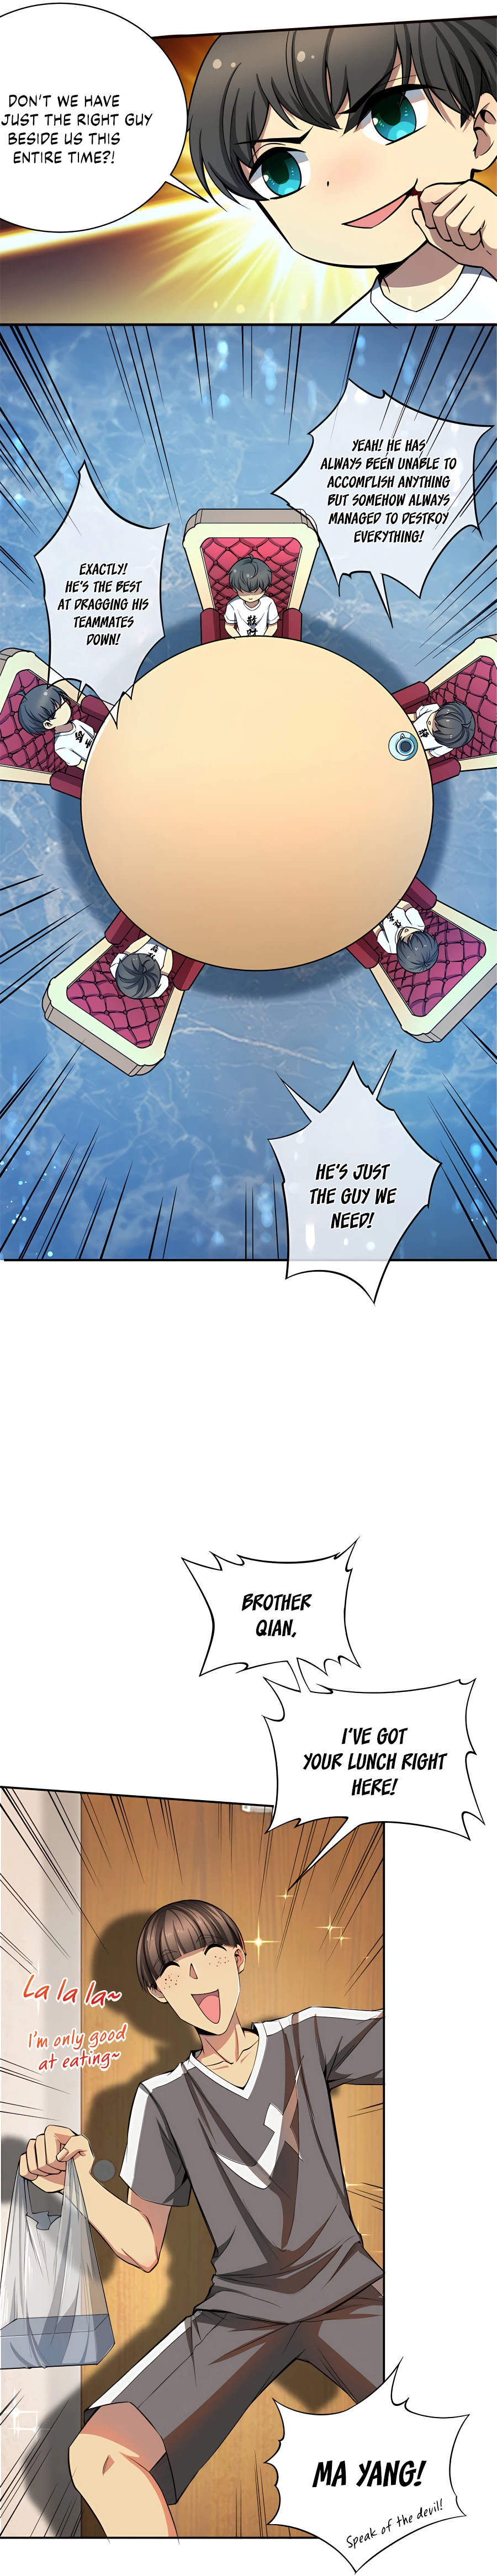 DON'T WE HAVE
JUST THE RIGHT GUY
BESIDE US THIS
ENTIRE TIME?!
YEAH! HE HAS
ALWAYS BEEN UNABLE TO
ACCOMPLISH ANYTHING
BUT SOMEHOW ALWAYS
MANAGED TO DESTROY
EVERYTHING!
EXACTLY!
HE'S THE BEST
AT DRAGGING HIS
TEAMMATES
DOWN!
HE'S JUST
THE GUY WE
NEED!
BROTHER
QIAN,
I'VE GOT
YOUR LUNCH RIGHT
HERE!
La la la~
I'm only good
at eating~
MA YANG!
Speak of the devil!